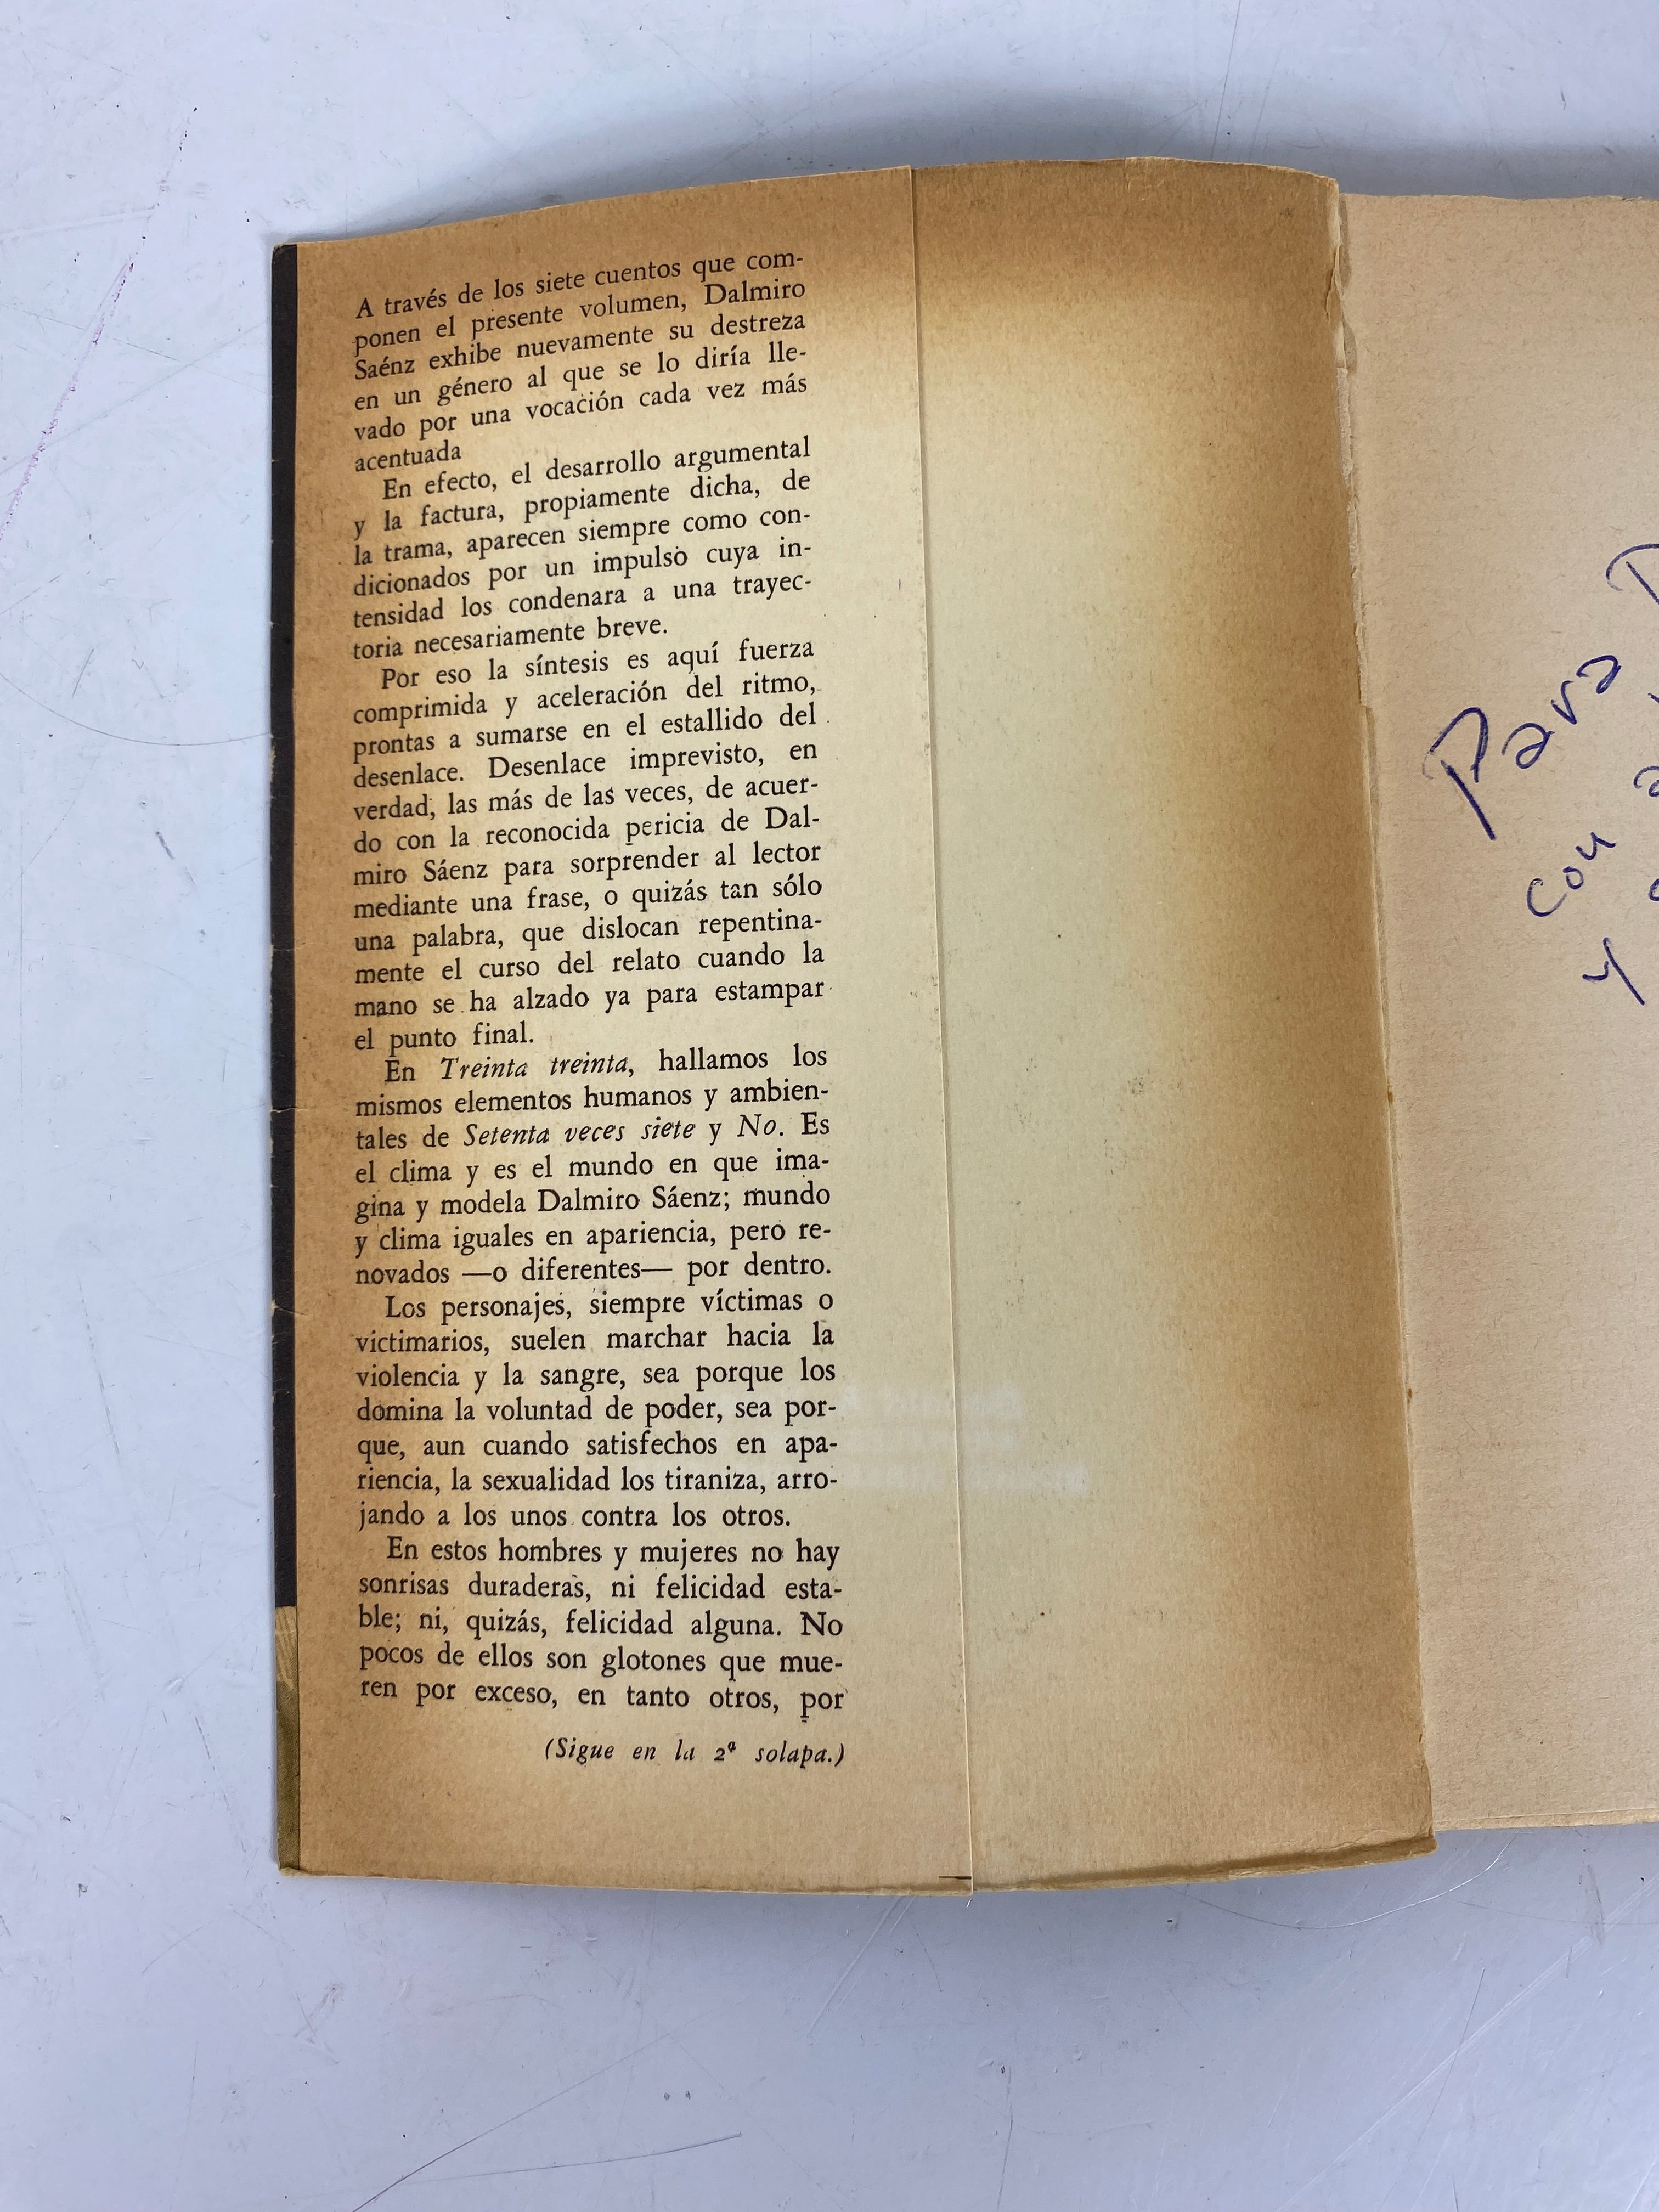 A través de los siete cuentos que com-
ponen el presente volumen, Dalmiro
Saénz exhibe nuevamente su destreza
en un género al que se lo diría lle-
vado por una vocación cada vez más
acentuada
En efecto, el desarrollo argumental
y la factura, propiamente dicha, de
la trama, aparecen siempre como con-
dicionados por un impulso cuya in-
tensidad los condenara a una trayec-
toria necesariamente breve.
Por eso la síntesis es aquí fuerza
comprimida y aceleración del ritmo,
prontas a sumarse en el estallido del
desenlace. Desenlace imprevisto, en
verdad, las más de las veces, de acuer-
do con la reconocida pericia de Dal-
miro Sáenz para sorprender al lector
mediante una frase, o quizás tan sólo
una palabra, que dislocan repentina-
mente el curso del relato cuando la
mano se ha alzado ya para estampar
el punto final.
En Treinta treinta, hallamos los
mismos elementos humanos y ambien-
tales de Setenta veces siete y No. Es
el clima y es el mundo en que ima-
gina y modela Dalmiro Sáenz; mundo
y clima iguales en apariencia, pero re-
novados —o diferentes— por dentro.
Los personajes, siempre víctimas o
victimarios, suelen marchar hacia la
violencia y la sangre, sea porque los
domina la voluntad de poder, sea por-
que, aun cuando satisfechos en apa-
riencia, la sexualidad los tiraniza, arro-
jando a los unos contra los otros.
En estos hombres y mujeres no hay
sonrisas duraderas, ni felicidad esta-
ble; ni, quizás, felicidad alguna. No
pocos de ellos son glotones que mue-
ren por exceso, en tanto otros, por
(Sigue en la 2ª solapa.)
Para
con
y